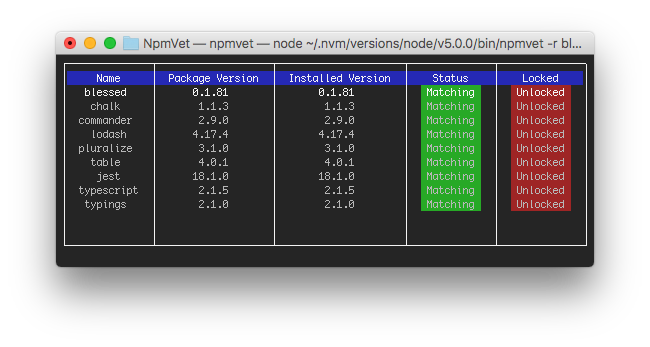 NpmVet — npmvet — node ~/.nvm/versions/node/v5.0.0/bin/npmvet -r bl...
Name Package Version Installed Version Status Locked
blessed 0.1.81 0.1.81 Matching Unlocked
chalk 1.1.3 1.1.3 Matching Unlocked
commander 2.9.0 2.9.0 Matching Unlocked
lodash 4.17.4 4.17.4 Matching Unlocked
pluralize 3.1.0 3.1.0 Matching Unlocked
table 4.0.1 4.0.1 Matching Unlocked
jest 18.1.0 18.1.0 Matching Unlocked
typescript 2.1.5 2.1.5 Matching Unlocked
typings 2.1.0 2.1.0 Matching Unlocked